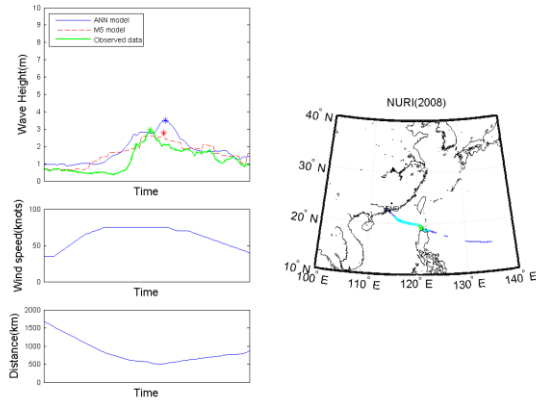 ANN model
M5 model
Observed data
10
9
8
7
6
5
4
3
2
1
0
Wave Height(m)
Time
100
50
0
Wind speed(knots)
Time
2000
1500
1000
500
0
Distance(km)
Time
NURI(2008)
40° N
30° N
20° N
10° N
100° E
110° E
120° E
130° E
140° E